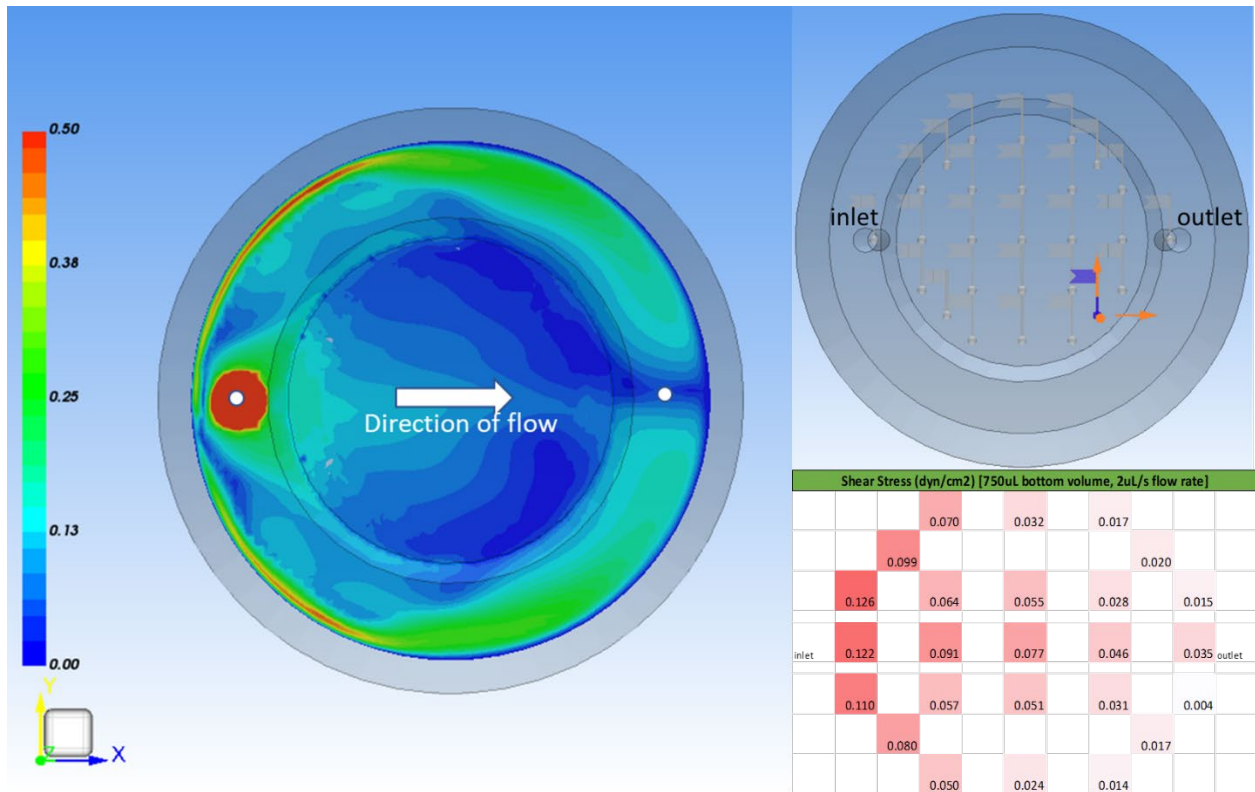 0.50
0.38
0.25
0.13
0.00
Y
Z
X
Direction of flow
inlet
outlet
Shear Stress (dyn/cm2) [750uL bottom volume, 2uL/s flow rate]
0.070 0.032 0.017
0.099 0.020
0.126 0.064 0.055 0.028 0.015
inlet 0.122 0.091 0.077 0.046 0.035 outlet
0.110 0.057 0.051 0.031 0.004
0.080 0.017
0.050 0.024 0.014